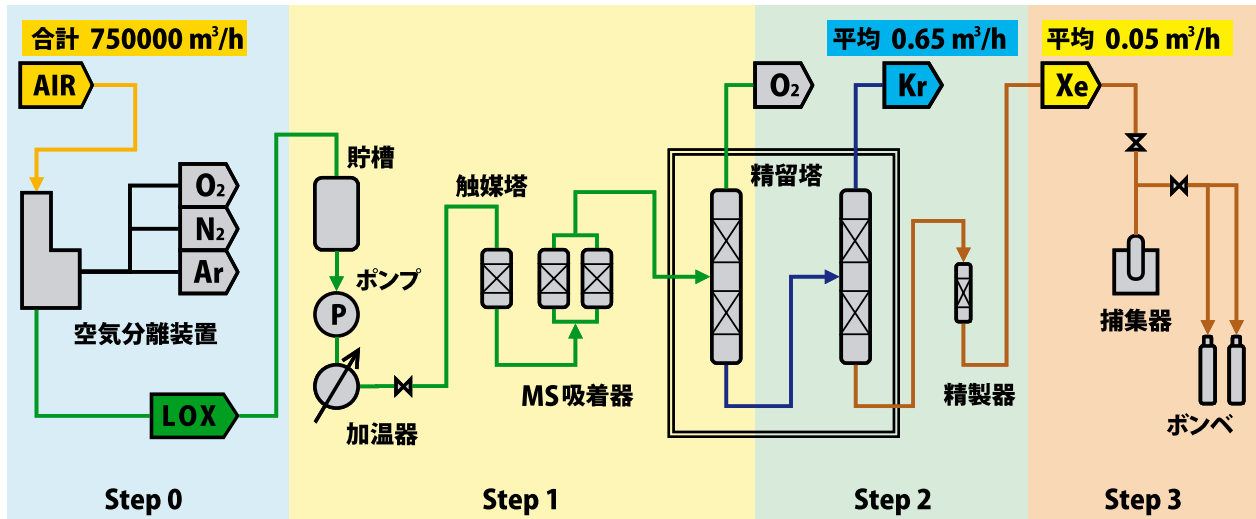 合計 750000 m³/h
AIR
O₂
N₂
Ar
空気分離装置
LOX
Step 0
貯槽
ポンプ
P
加温器
触媒塔
MS吸着器
Step 1
O₂
精留塔
平均 0.65 m³/h
Kr
精製器
Step 2
平均 0.05 m³/h
Xe
捕集器
ボンベ
Step 3